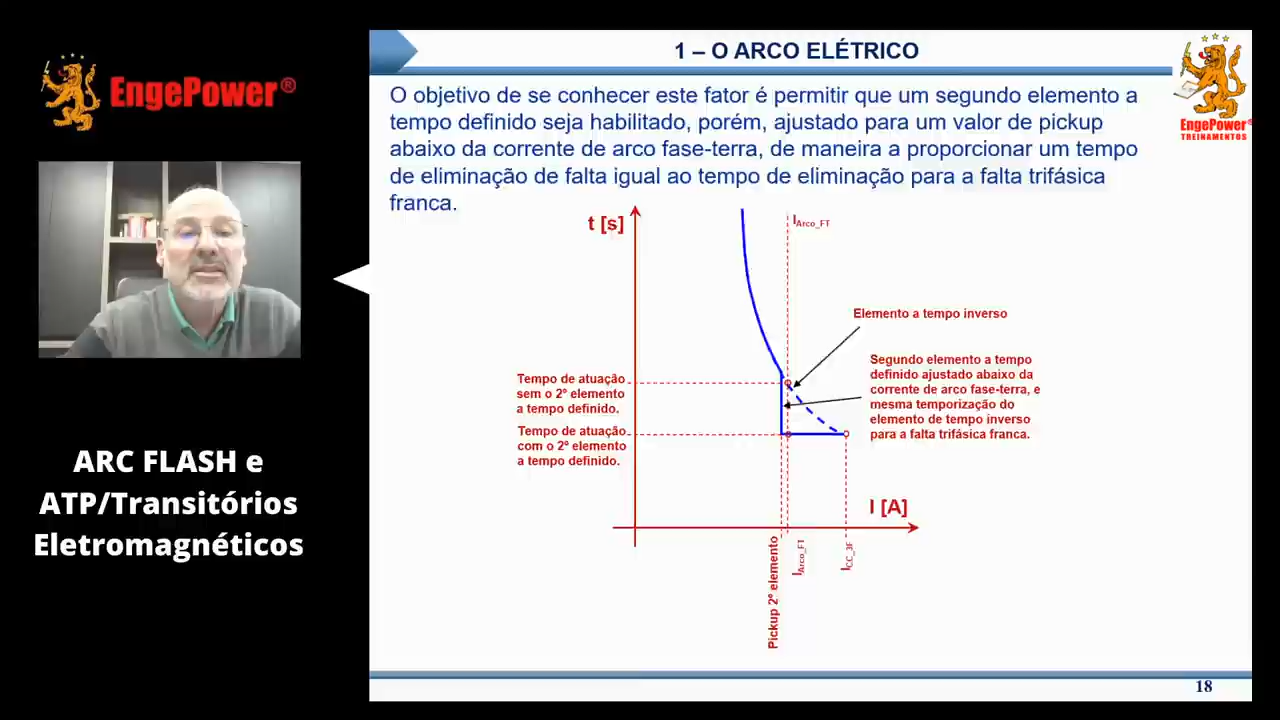 EngePower®
ARC FLASH e
ATP/Transitórios
Eletromagnéticos
1 – O ARCO ELÉTRICO
EngePower®
TREINAMENTOS
O objetivo de se conhecer este fator é permitir que um segundo elemento a
tempo definido seja habilitado, porém, ajustado para um valor de pickup
abaixo da corrente de arco fase-terra, de maneira a proporcionar um tempo
de eliminação de falta igual ao tempo de eliminação para a falta trifásica
franca.
t [s]
I Arco_FT
Elemento a tempo inverso
Segundo elemento a tempo
definido ajustado abaixo da
corrente de arco fase-terra, e
mesma temporização do
elemento de tempo inverso
para a falta trifásica franca.
Tempo de atuação
sem o 2º elemento
a tempo definido.
Tempo de atuação
com o 2º elemento
a tempo definido.
I [A]
Pickup 2º elemento
I Arco_FT
I CC_3F
18